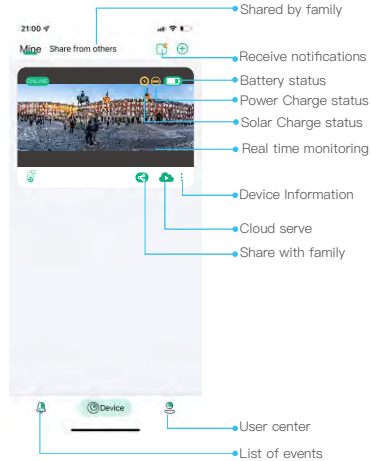 Shared by family
21:00
Mine Share from others
Receive notifications
ONLINE
Battery status
Power Charge status
Solar Charge status
Real time monitoring
Device Information
Cloud serve
Share with family
Device
User center
List of events